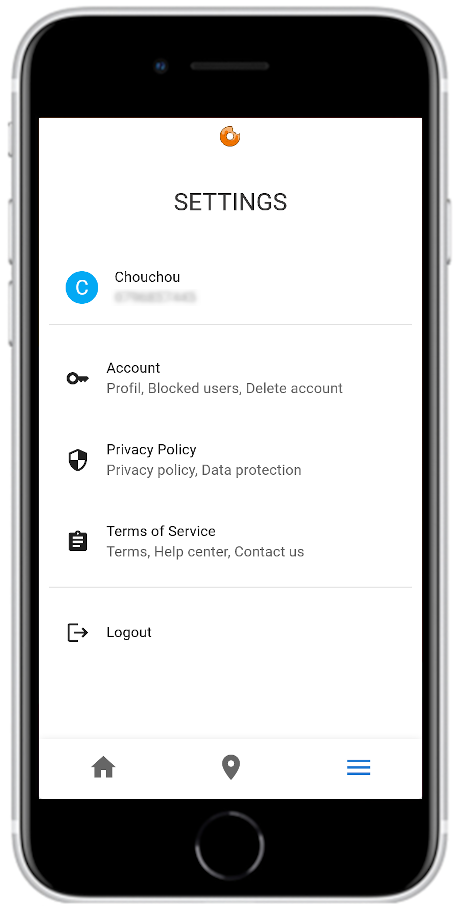 SETTINGS
C
Chouchou
Account
Profil, Blocked users, Delete account
Privacy Policy
Privacy policy, Data protection
Terms of Service
Terms, Help center, Contact us
Logout